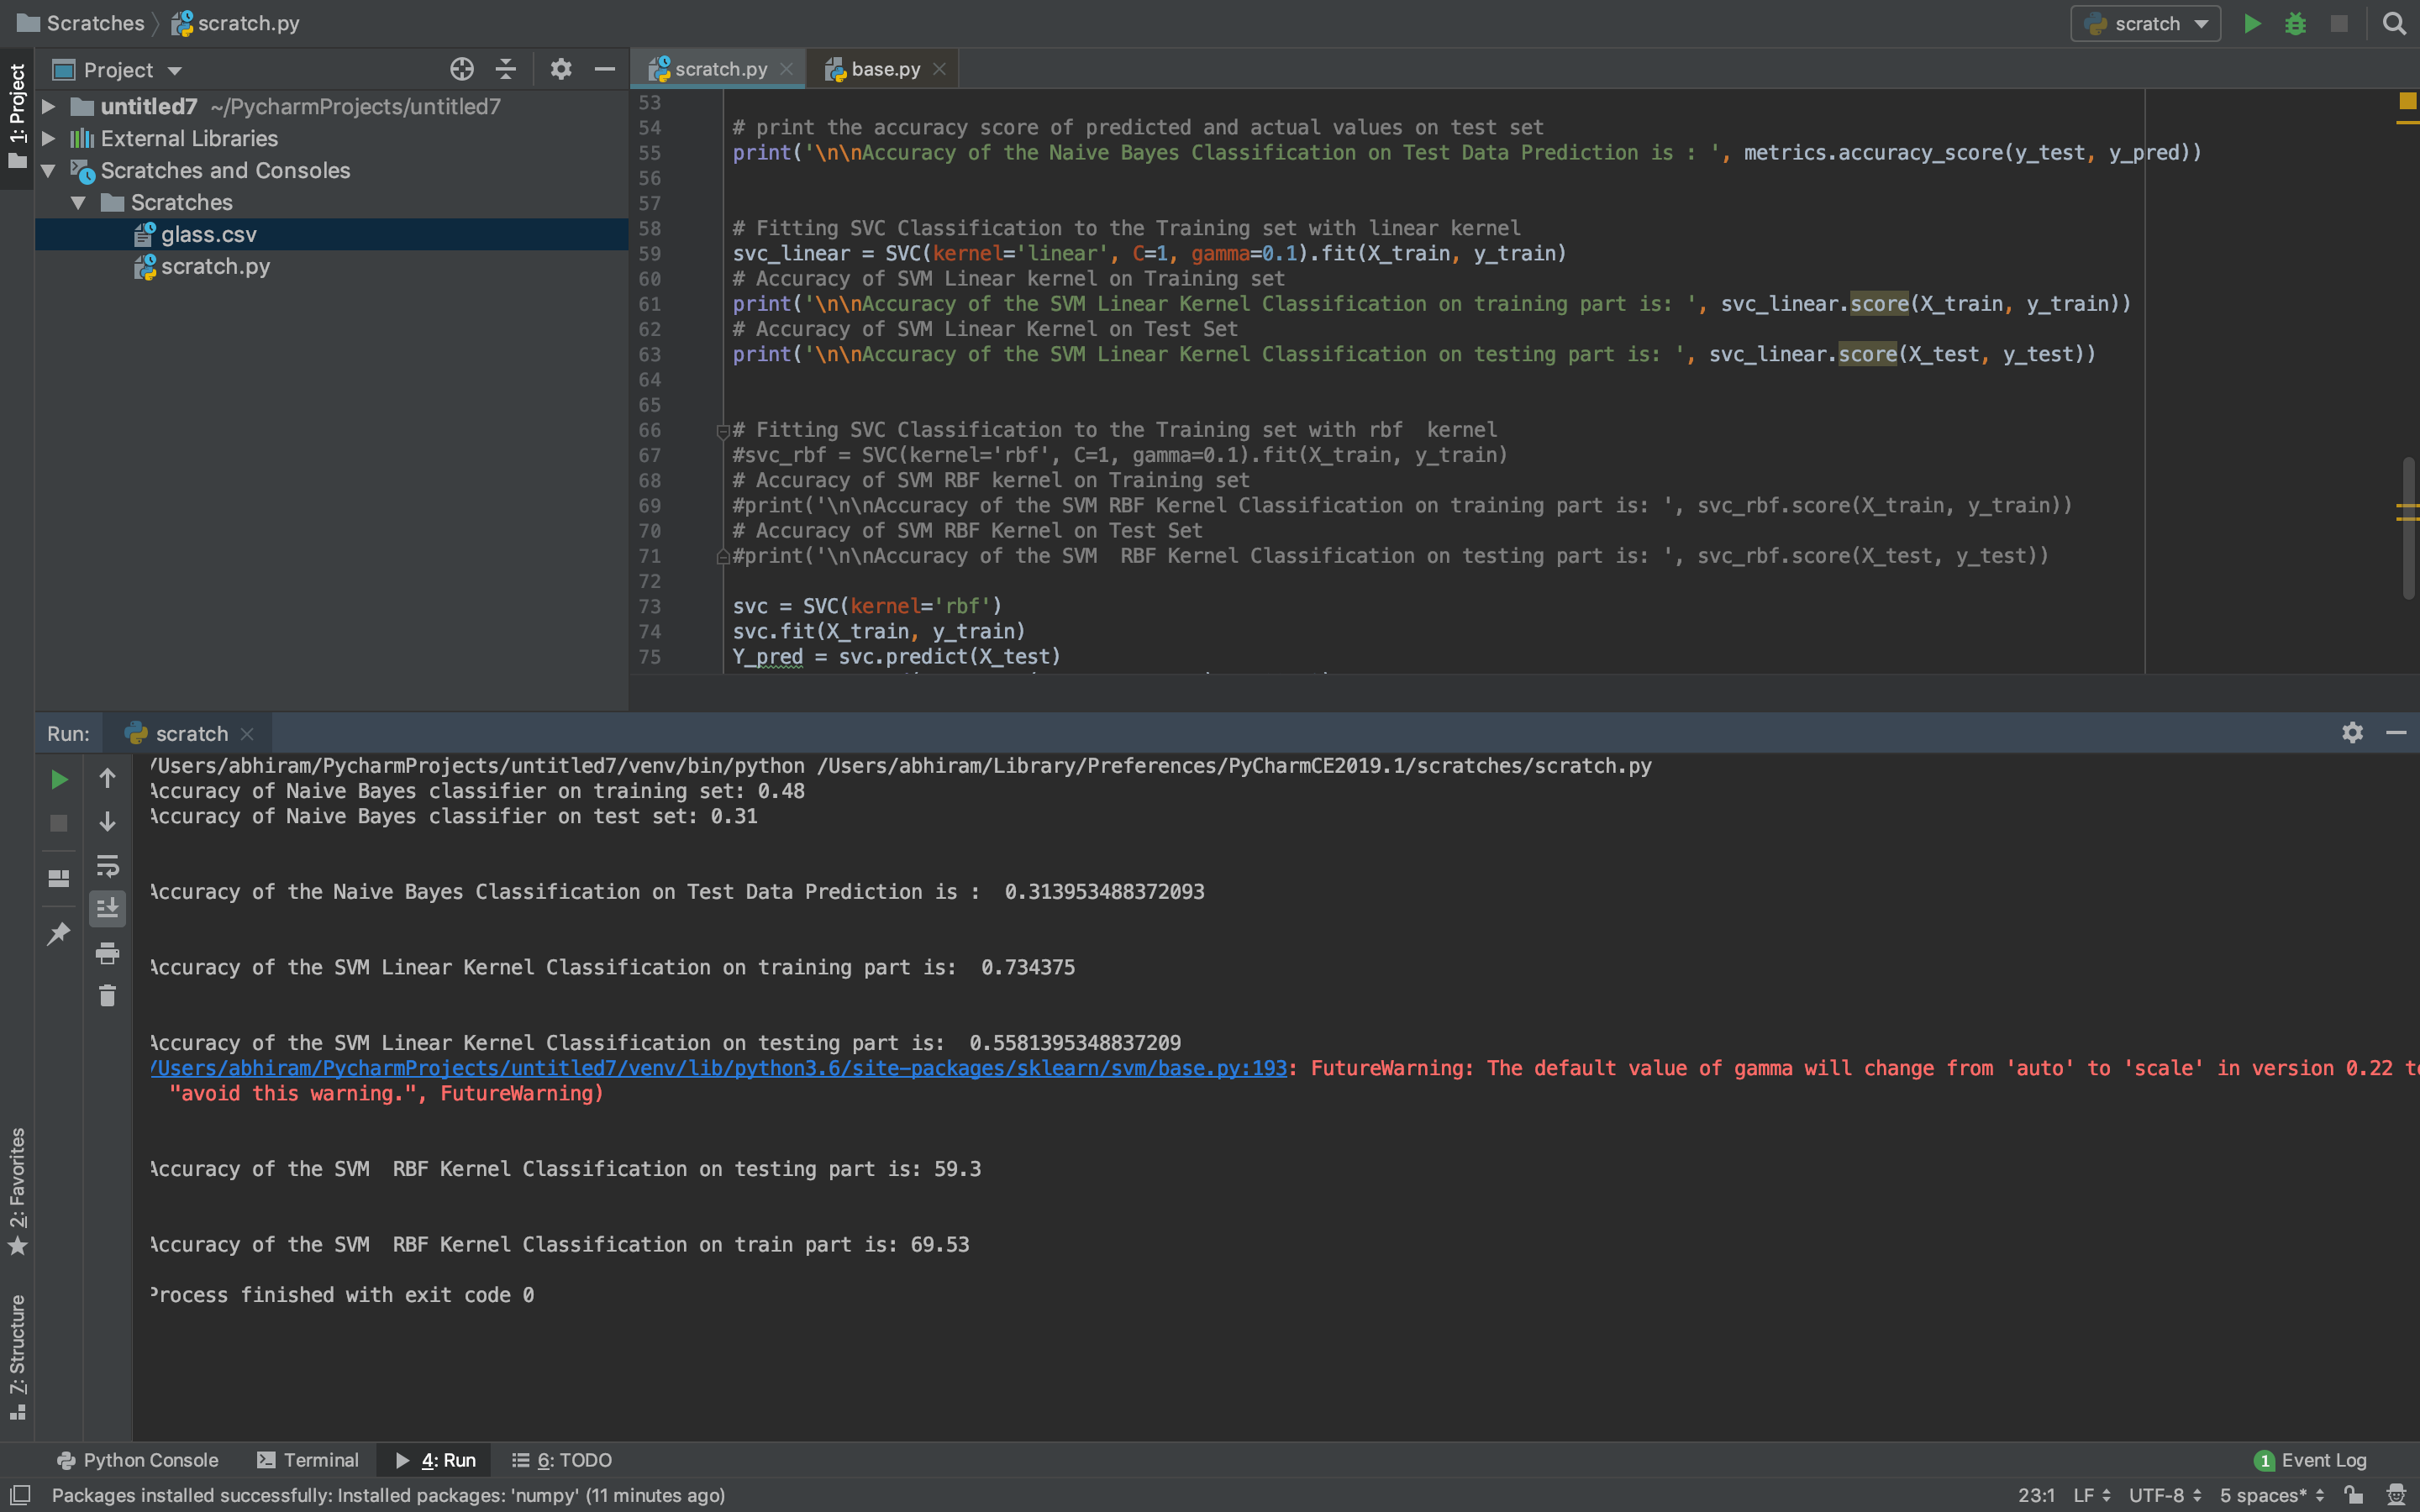 Scratches scratch.py scratch
Project scratch.py base.py
1: Project
untitled7 ~/PycharmProjects/untitled7
External Libraries
Scratches and Consoles
Scratches
glass.csv
scratch.py
53
54 # print the accuracy score of predicted and actual values on test set
55 print('\n\nAccuracy of the Naive Bayes Classification on Test Data Prediction is : ', metrics.accuracy_score(y_test, y_pred))
56
57
58 # Fitting SVC Classification to the Training set with linear kernel
59 svc_linear = SVC(kernel='linear', C=1, gamma=0.1).fit(X_train, y_train)
60 # Accuracy of SVM Linear kernel on Training set
61 print('\n\nAccuracy of the SVM Linear Kernel Classification on training part is: ', svc_linear.score(X_train, y_train))
62 # Accuracy of SVM Linear Kernel on Test Set
63 print('\n\nAccuracy of the SVM Linear Kernel Classification on testing part is: ', svc_linear.score(X_test, y_test))
64
65
66 # Fitting SVC Classification to the Training set with rbf  kernel
67 #svc_rbf = SVC(kernel='rbf', C=1, gamma=0.1).fit(X_train, y_train)
68 # Accuracy of SVM RBF kernel on Training set
69 #print('\n\nAccuracy of the SVM RBF Kernel Classification on training part is: ', svc_rbf.score(X_train, y_train))
70 # Accuracy of SVM RBF Kernel on Test Set
71 #print('\n\nAccuracy of the SVM  RBF Kernel Classification on testing part is: ', svc_rbf.score(X_test, y_test))
72
73 svc = SVC(kernel='rbf')
74 svc.fit(X_train, y_train)
75 Y_pred = svc.predict(X_test)
Run: scratch
/Users/abhiram/PycharmProjects/untitled7/venv/bin/python /Users/abhiram/Library/Preferences/PyCharmCE2019.1/scratches/scratch.py
Accuracy of Naive Bayes classifier on training set: 0.48
Accuracy of Naive Bayes classifier on test set: 0.31
Accuracy of the Naive Bayes Classification on Test Data Prediction is :  0.313953488372093
Accuracy of the SVM Linear Kernel Classification on training part is:  0.734375
Accuracy of the SVM Linear Kernel Classification on testing part is:  0.5581395348837209
/Users/abhiram/PycharmProjects/untitled7/venv/lib/python3.6/site-packages/sklearn/svm/base.py:193: FutureWarning: The default value of gamma will change from 'auto' to 'scale' in version 0.22
"avoid this warning.", FutureWarning)
Accuracy of the SVM  RBF Kernel Classification on testing part is: 59.3
Accuracy of the SVM  RBF Kernel Classification on train part is: 69.53
Process finished with exit code 0
2: Favorites
7: Structure
Python Console Terminal 4: Run 6: TODO 1 Event Log
Packages installed successfully: Installed packages: 'numpy' (11 minutes ago) 23:1 LF UTF-8 5 spaces*